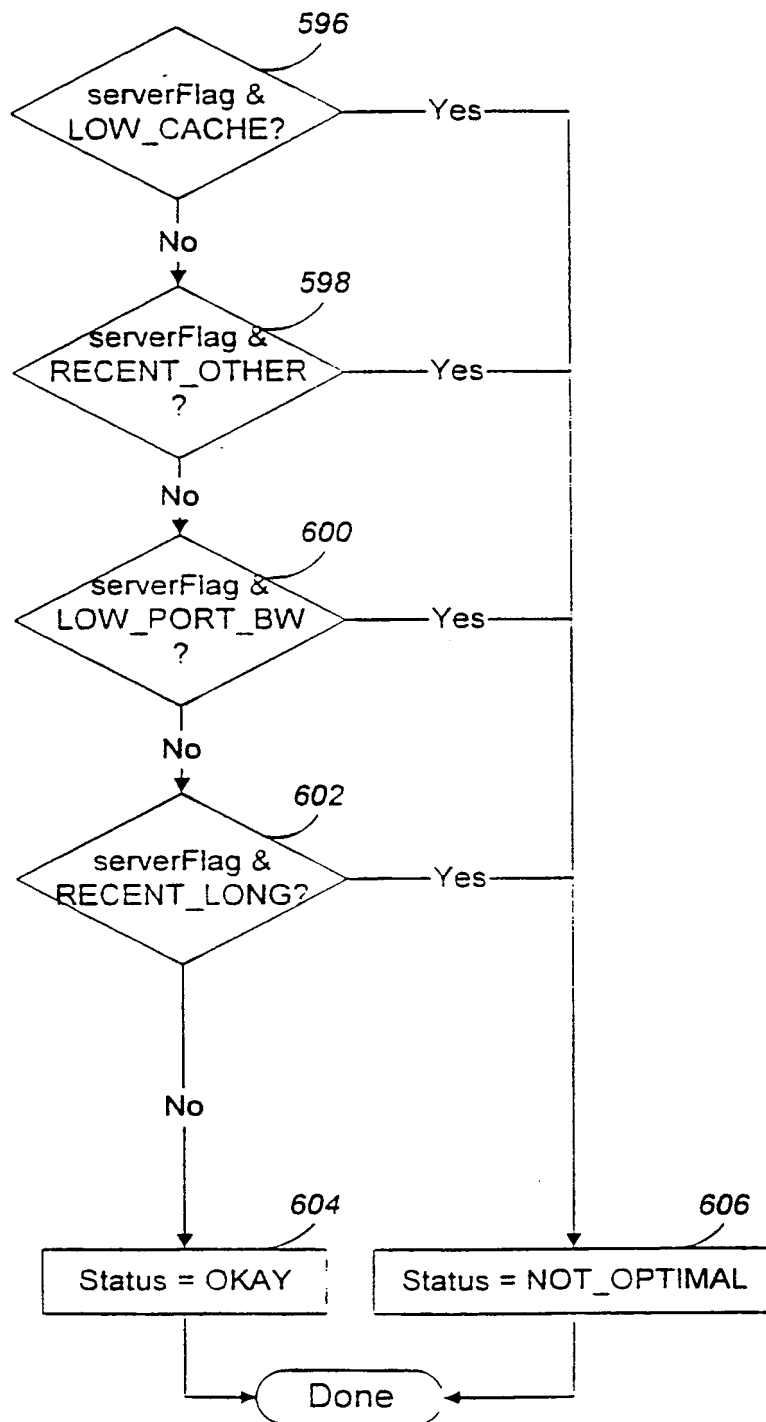 596
serverFlag &
LOW_CACHE?
Yes
No
598
serverFlag &
RECENT_OTHER
?
Yes
No
600
serverFlag &
LOW_PORT_BW
?
Yes
No
602
serverFlag &
RECENT_LONG?
Yes
No
604
Status = OKAY
606
Status = NOT_OPTIMAL
Done